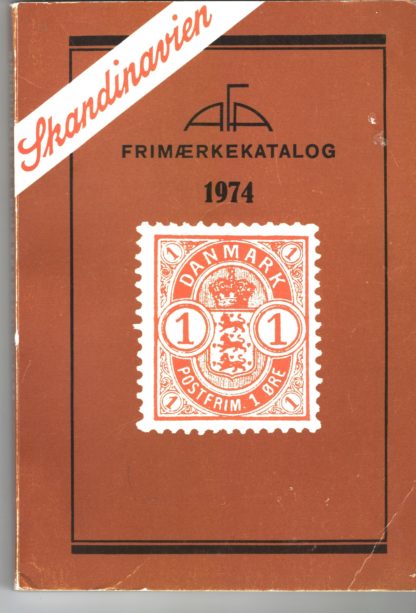 Skandinavien
AFA
FRIMÆRKEKATALOG
1974
1 1
DANMARK
1 1
POSTFRIM. 1 ØRE
1 1